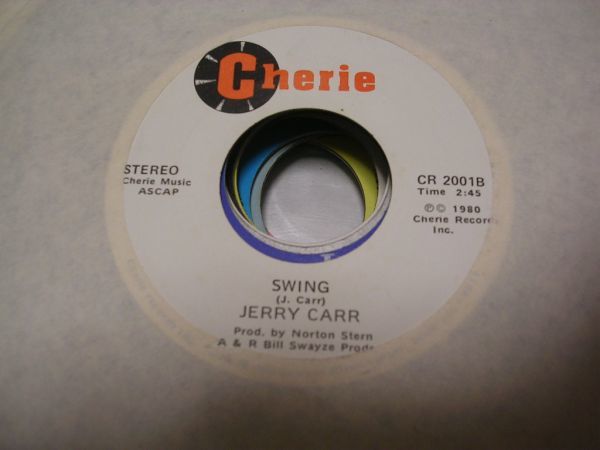 Cherie
STEREO
Cherie Music
ASCAP
CR 2001B
Time 2:45
℗ © 1980
Cherie Records
Inc.
SWING
(J. Carr)
JERRY CARR
Prod. by Norton Stern
A & R Bill Swayze Prods